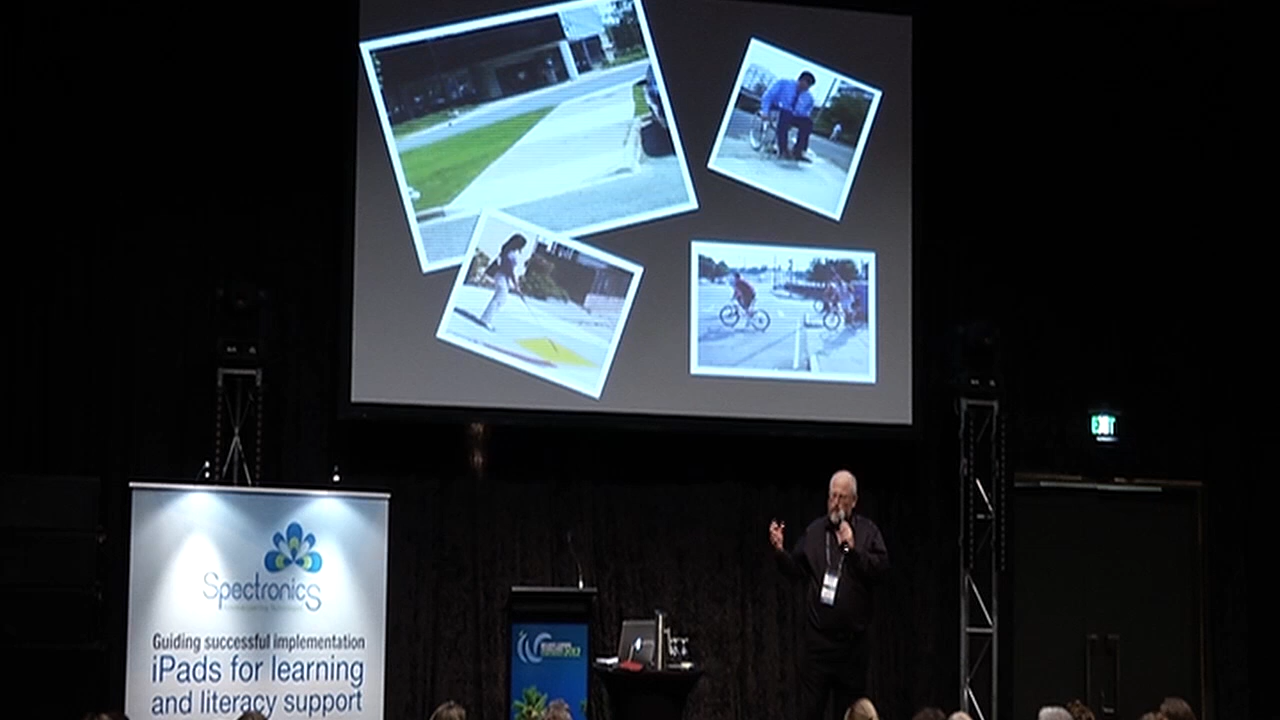 EXIT
Spectronics
Guiding successful implementation
iPads for learning
and literacy support